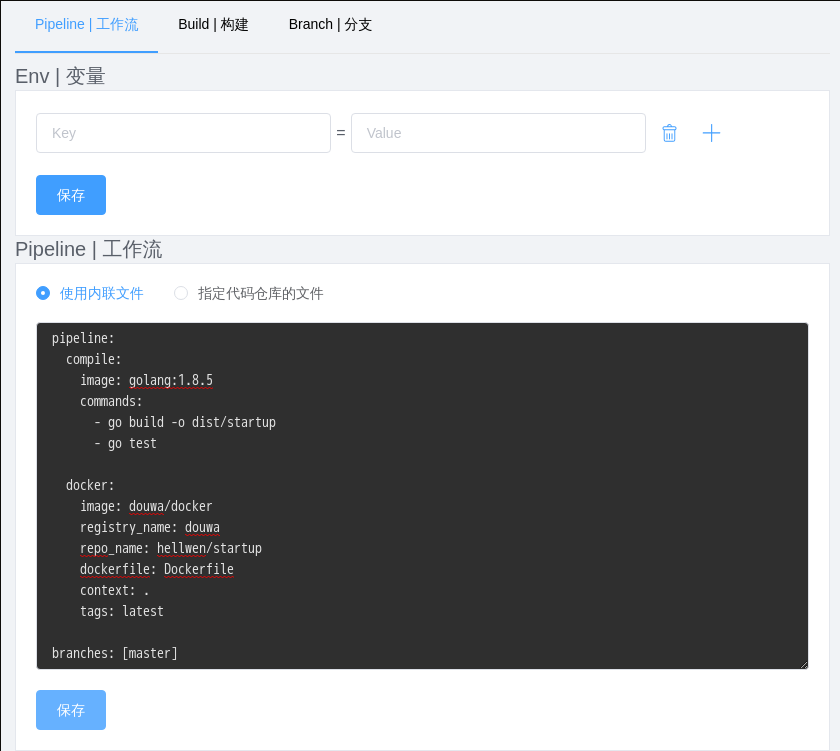 Pipeline | 工作流 Build | 构建 Branch | 分支
Env | 变量
Key = Value
保存
Pipeline | 工作流
使用内联文件 指定代码仓库的文件
pipeline:
  compile:
    image: golang:1.8.5
    commands:
      - go build -o dist/startup
      - go test

  docker:
    image: douwa/docker
    registry_name: douwa
    repo_name: hellwen/startup
    dockerfile: Dockerfile
    context: .
    tags: latest

branches: [master]
保存